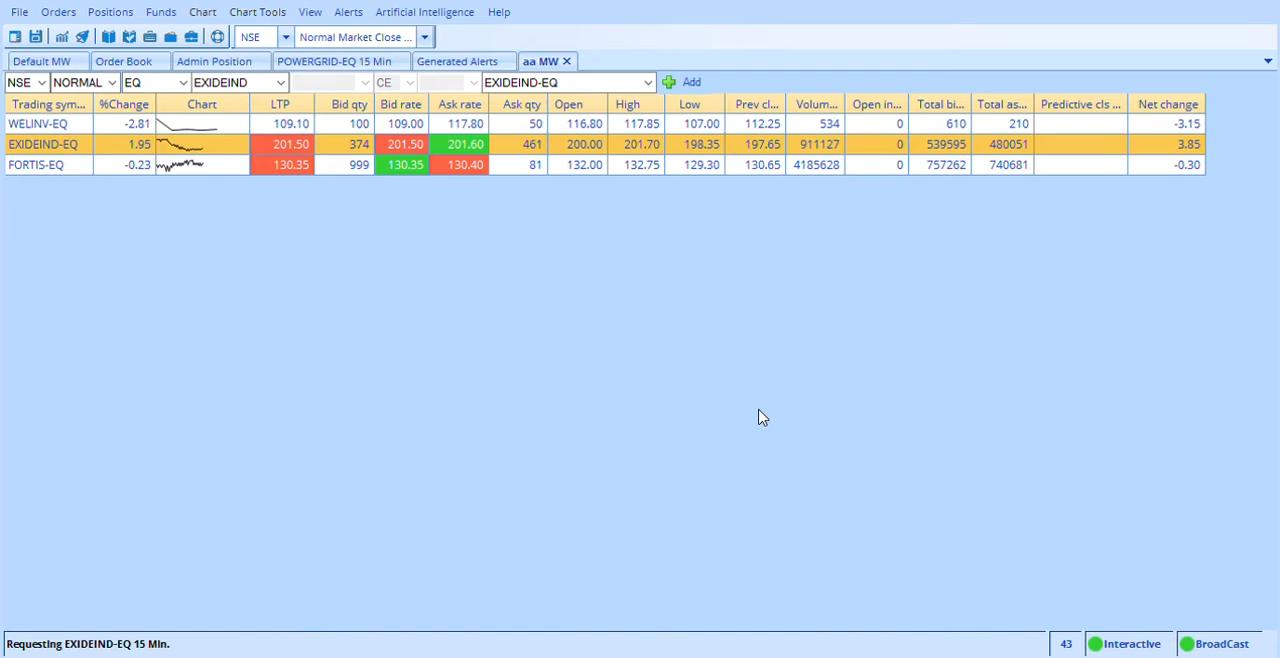 File Orders Positions Funds Chart Chart Tools View Alerts Artificial Intelligence Help
NSE Normal Market Close ...
Default MW Order Book Admin Position POWERGRID-EQ 15 Min Generated Alerts aa MW
NSE NORMAL EQ EXIDEIND CE EXIDEIND-EQ Add
Trading sym... %Change Chart LTP Bid qty Bid rate Ask rate Ask qty Open High Low Prev cl... Volum... Open in... Total bi... Total as... Predictive cls ... Net change
WELINV-EQ -2.81 109.10 100 109.00 117.80 50 116.80 117.85 107.00 112.25 534 0 610 210 -3.15
EXIDEIND-EQ 1.95 201.50 374 201.50 201.60 461 200.00 201.70 198.35 197.65 911127 0 539595 480051 3.85
FORTIS-EQ -0.23 130.35 999 130.35 130.40 81 132.00 132.75 129.30 130.65 4185628 0 757262 740681 -0.30
Requesting EXIDEIND-EQ 15 Min. 43 Interactive BroadCast